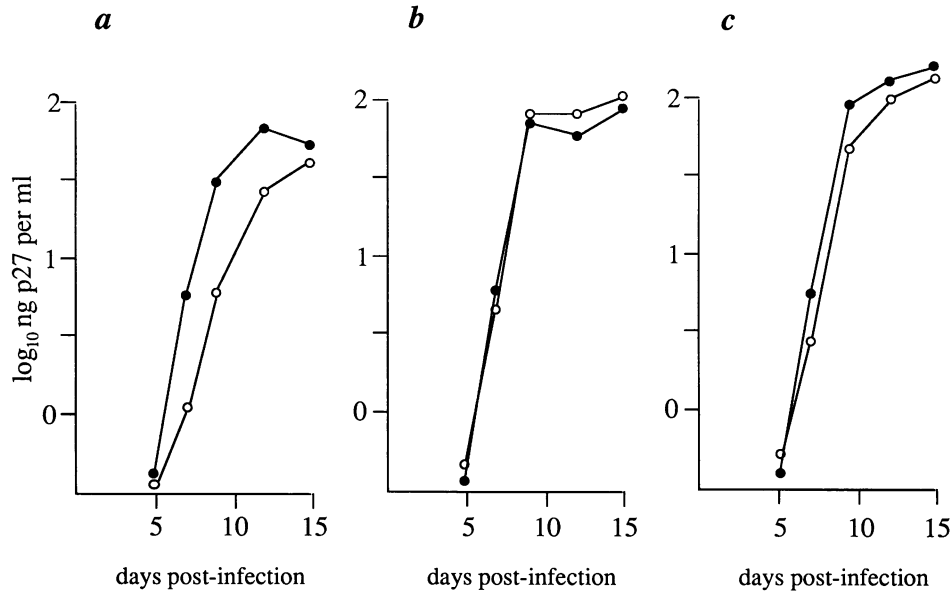 a b c
2 2 2
1 1 1
0 0 0
log₁₀ ng p27 per ml
5 10 15 5 10 15 5 10 15
days post-infection days post-infection days post-infection